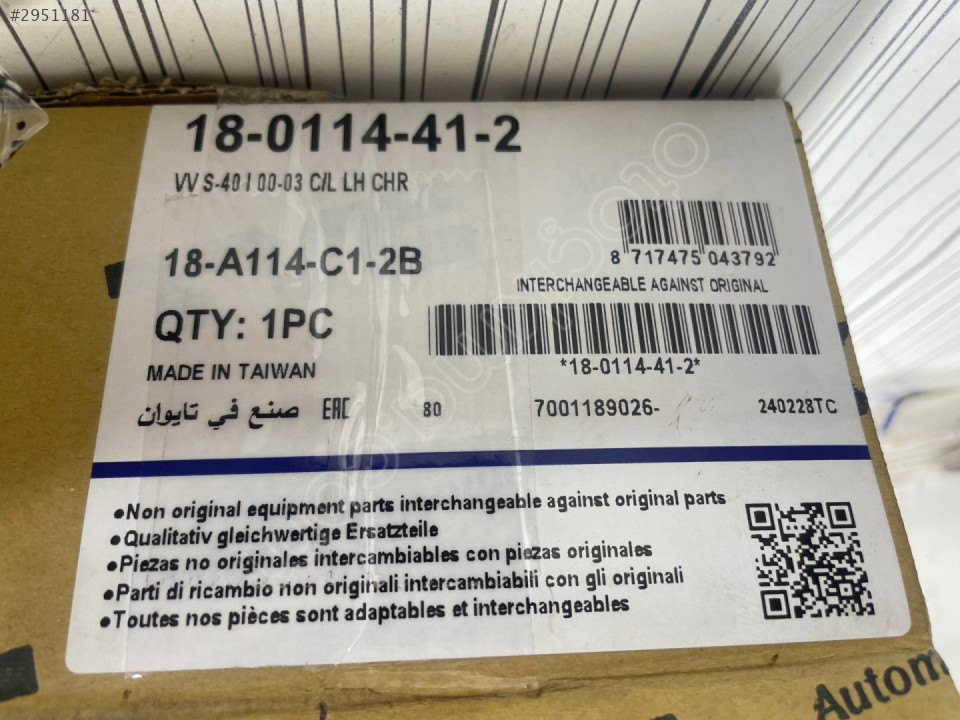 #2951181
18-0114-41-2
VV S-40 I 00-03 C/L LH CHR
8 717475 043792
18-A114-C1-2B
INTERCHANGEABLE AGAINST ORIGINAL
QTY: 1PC
*18-0114-41-2*
MADE IN TAIWAN
صنع في تايوان EAC 80 7001189026- 240228TC
•Non original equipment parts interchangeable against original parts
•Qualitativ gleichwertige Ersatzteile
•Piezas no originales intercambiables con piezas originales
•Parti di ricambio non originali intercambiabili con gli originali
•Toutes nos pièces sont adaptables et interchangeables